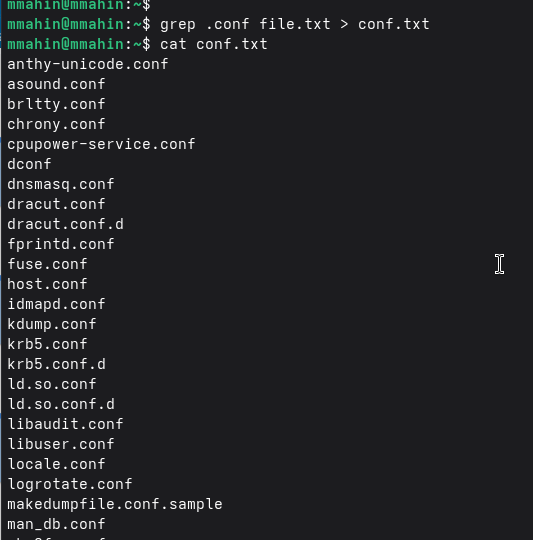 mmahin@mmahin:~$
mmahin@mmahin:~$ grep .conf file.txt > conf.txt
mmahin@mmahin:~$ cat conf.txt
anthy-unicode.conf
asound.conf
brltty.conf
chrony.conf
cpupower-service.conf
dconf
dnsmasq.conf
dracut.conf
dracut.conf.d
fprintd.conf
fuse.conf
host.conf
idmapd.conf
kdump.conf
krb5.conf
krb5.conf.d
ld.so.conf
ld.so.conf.d
libaudit.conf
libuser.conf
locale.conf
logrotate.conf
makedumpfile.conf.sample
man_db.conf